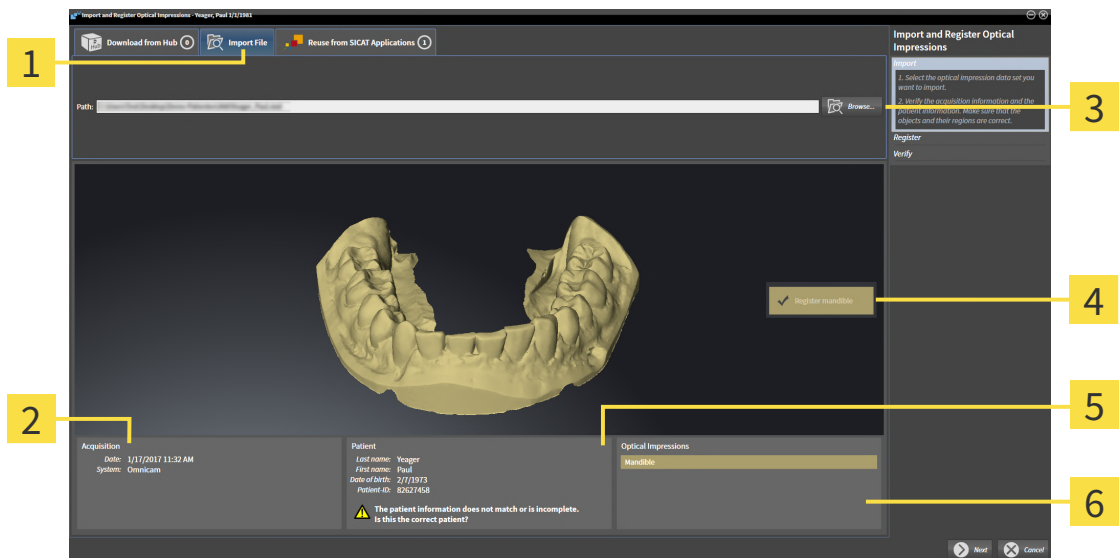 Import and Register Optical Impressions - Yeager, Paul 1/1/1981
Download from Hub 0
Import File
Reuse from SICAT Applications 1
Hub
Path:
Browse...
Import and Register Optical
Impressions
Import
1. Select the optical impression data set you
want to import.
2. Verify the acquisition information and the
patient information. Make sure that the
objects and their regions are correct.
Register
Verify
Register mandible
Acquisition
Date: 1/17/2017 11:32 AM
System: Omnicam
Patient
Last name: Yeager
First name: Paul
Date of birth: 2/7/1973
Patient-ID: 82627458
The patient information does not match or is incomplete.
Is this the correct patient?
Optical Impressions
Mandible
Next
Cancel
1
2
3
4
5
6